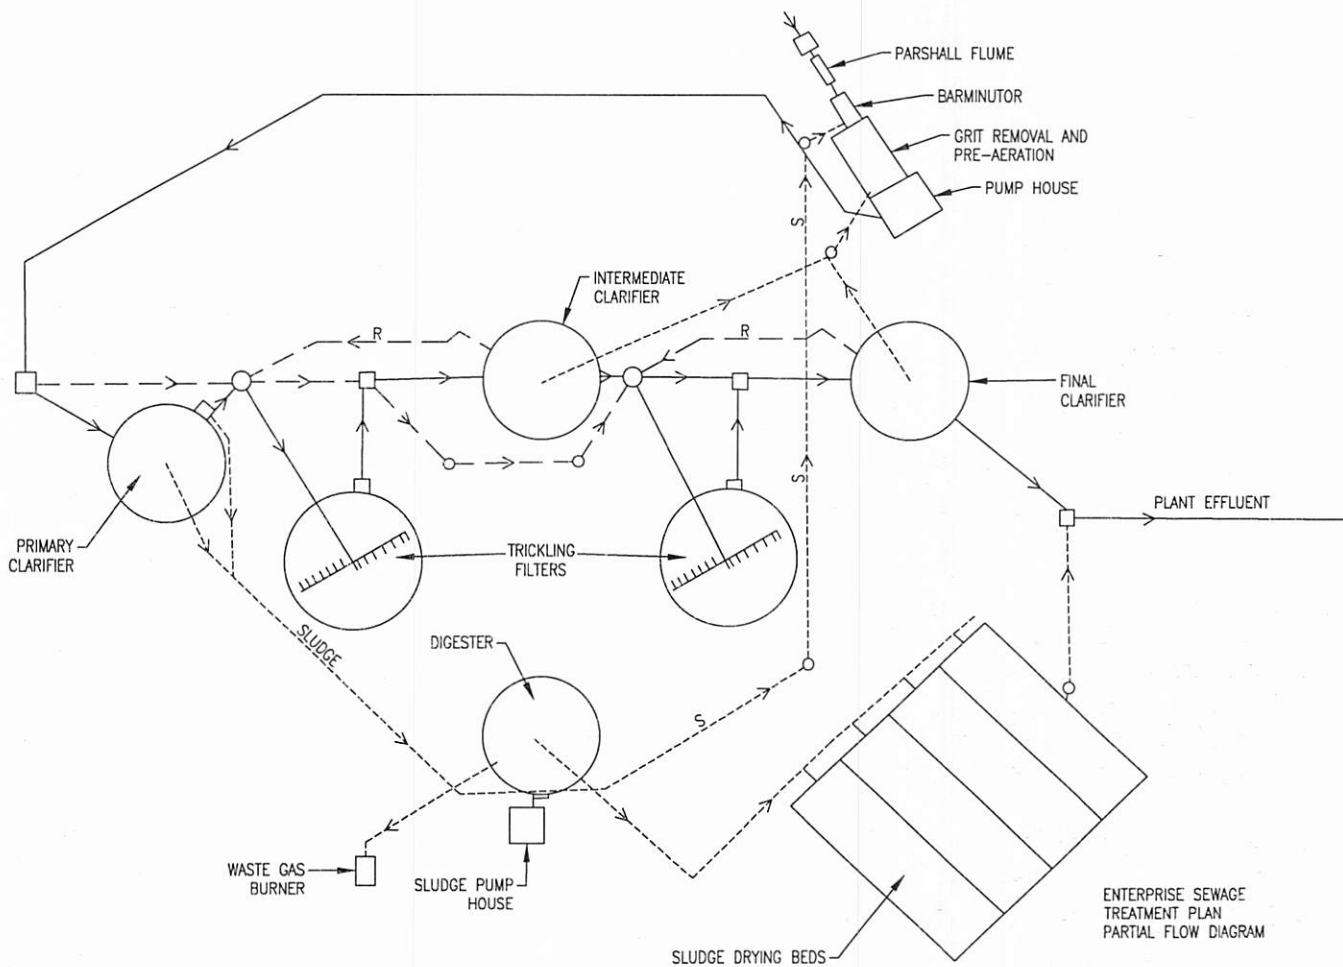 PARSHALL FLUME
BARMINUTOR
GRIT REMOVAL AND
PRE-AERATION
PUMP HOUSE
S
INTERMEDIATE
CLARIFIER
R
R
FINAL
CLARIFIER
S
PLANT EFFLUENT
PRIMARY
CLARIFIER
TRICKLING
FILTERS
SLUDGE
DIGESTER
S
WASTE GAS
BURNER
SLUDGE PUMP
HOUSE
SLUDGE DRYING BEDS
ENTERPRISE SEWAGE
TREATMENT PLAN
PARTIAL FLOW DIAGRAM